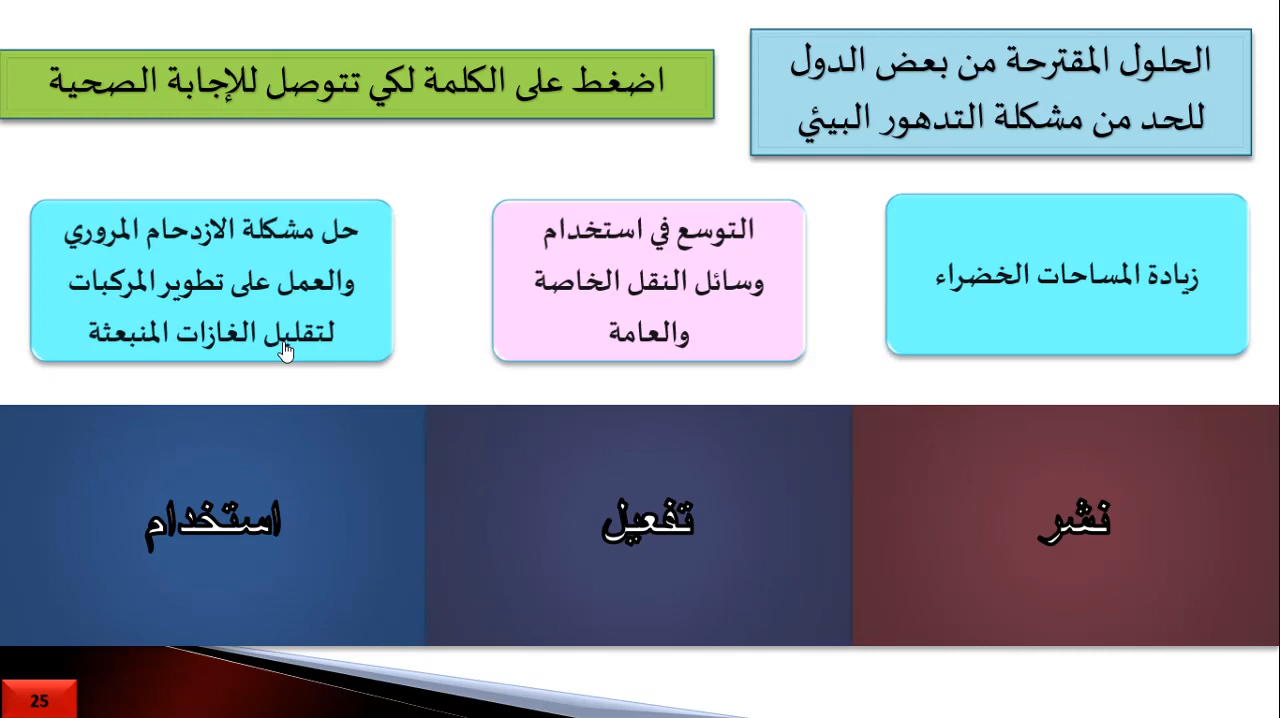 الحلول المقترحة من بعض الدول
للحد من مشكلة التدهور البيئي
اضغط على الكلمة لكي تتوصل للإجابة الصحية
زيادة المساحات الخضراء
التوسع في استخدام
وسائل النقل الخاصة
والعامة
حل مشكلة الازدحام المروري
والعمل على تطوير المركبات
لتقليل الغازات المنبعثة
نشر
تفعيل
استخدام
25